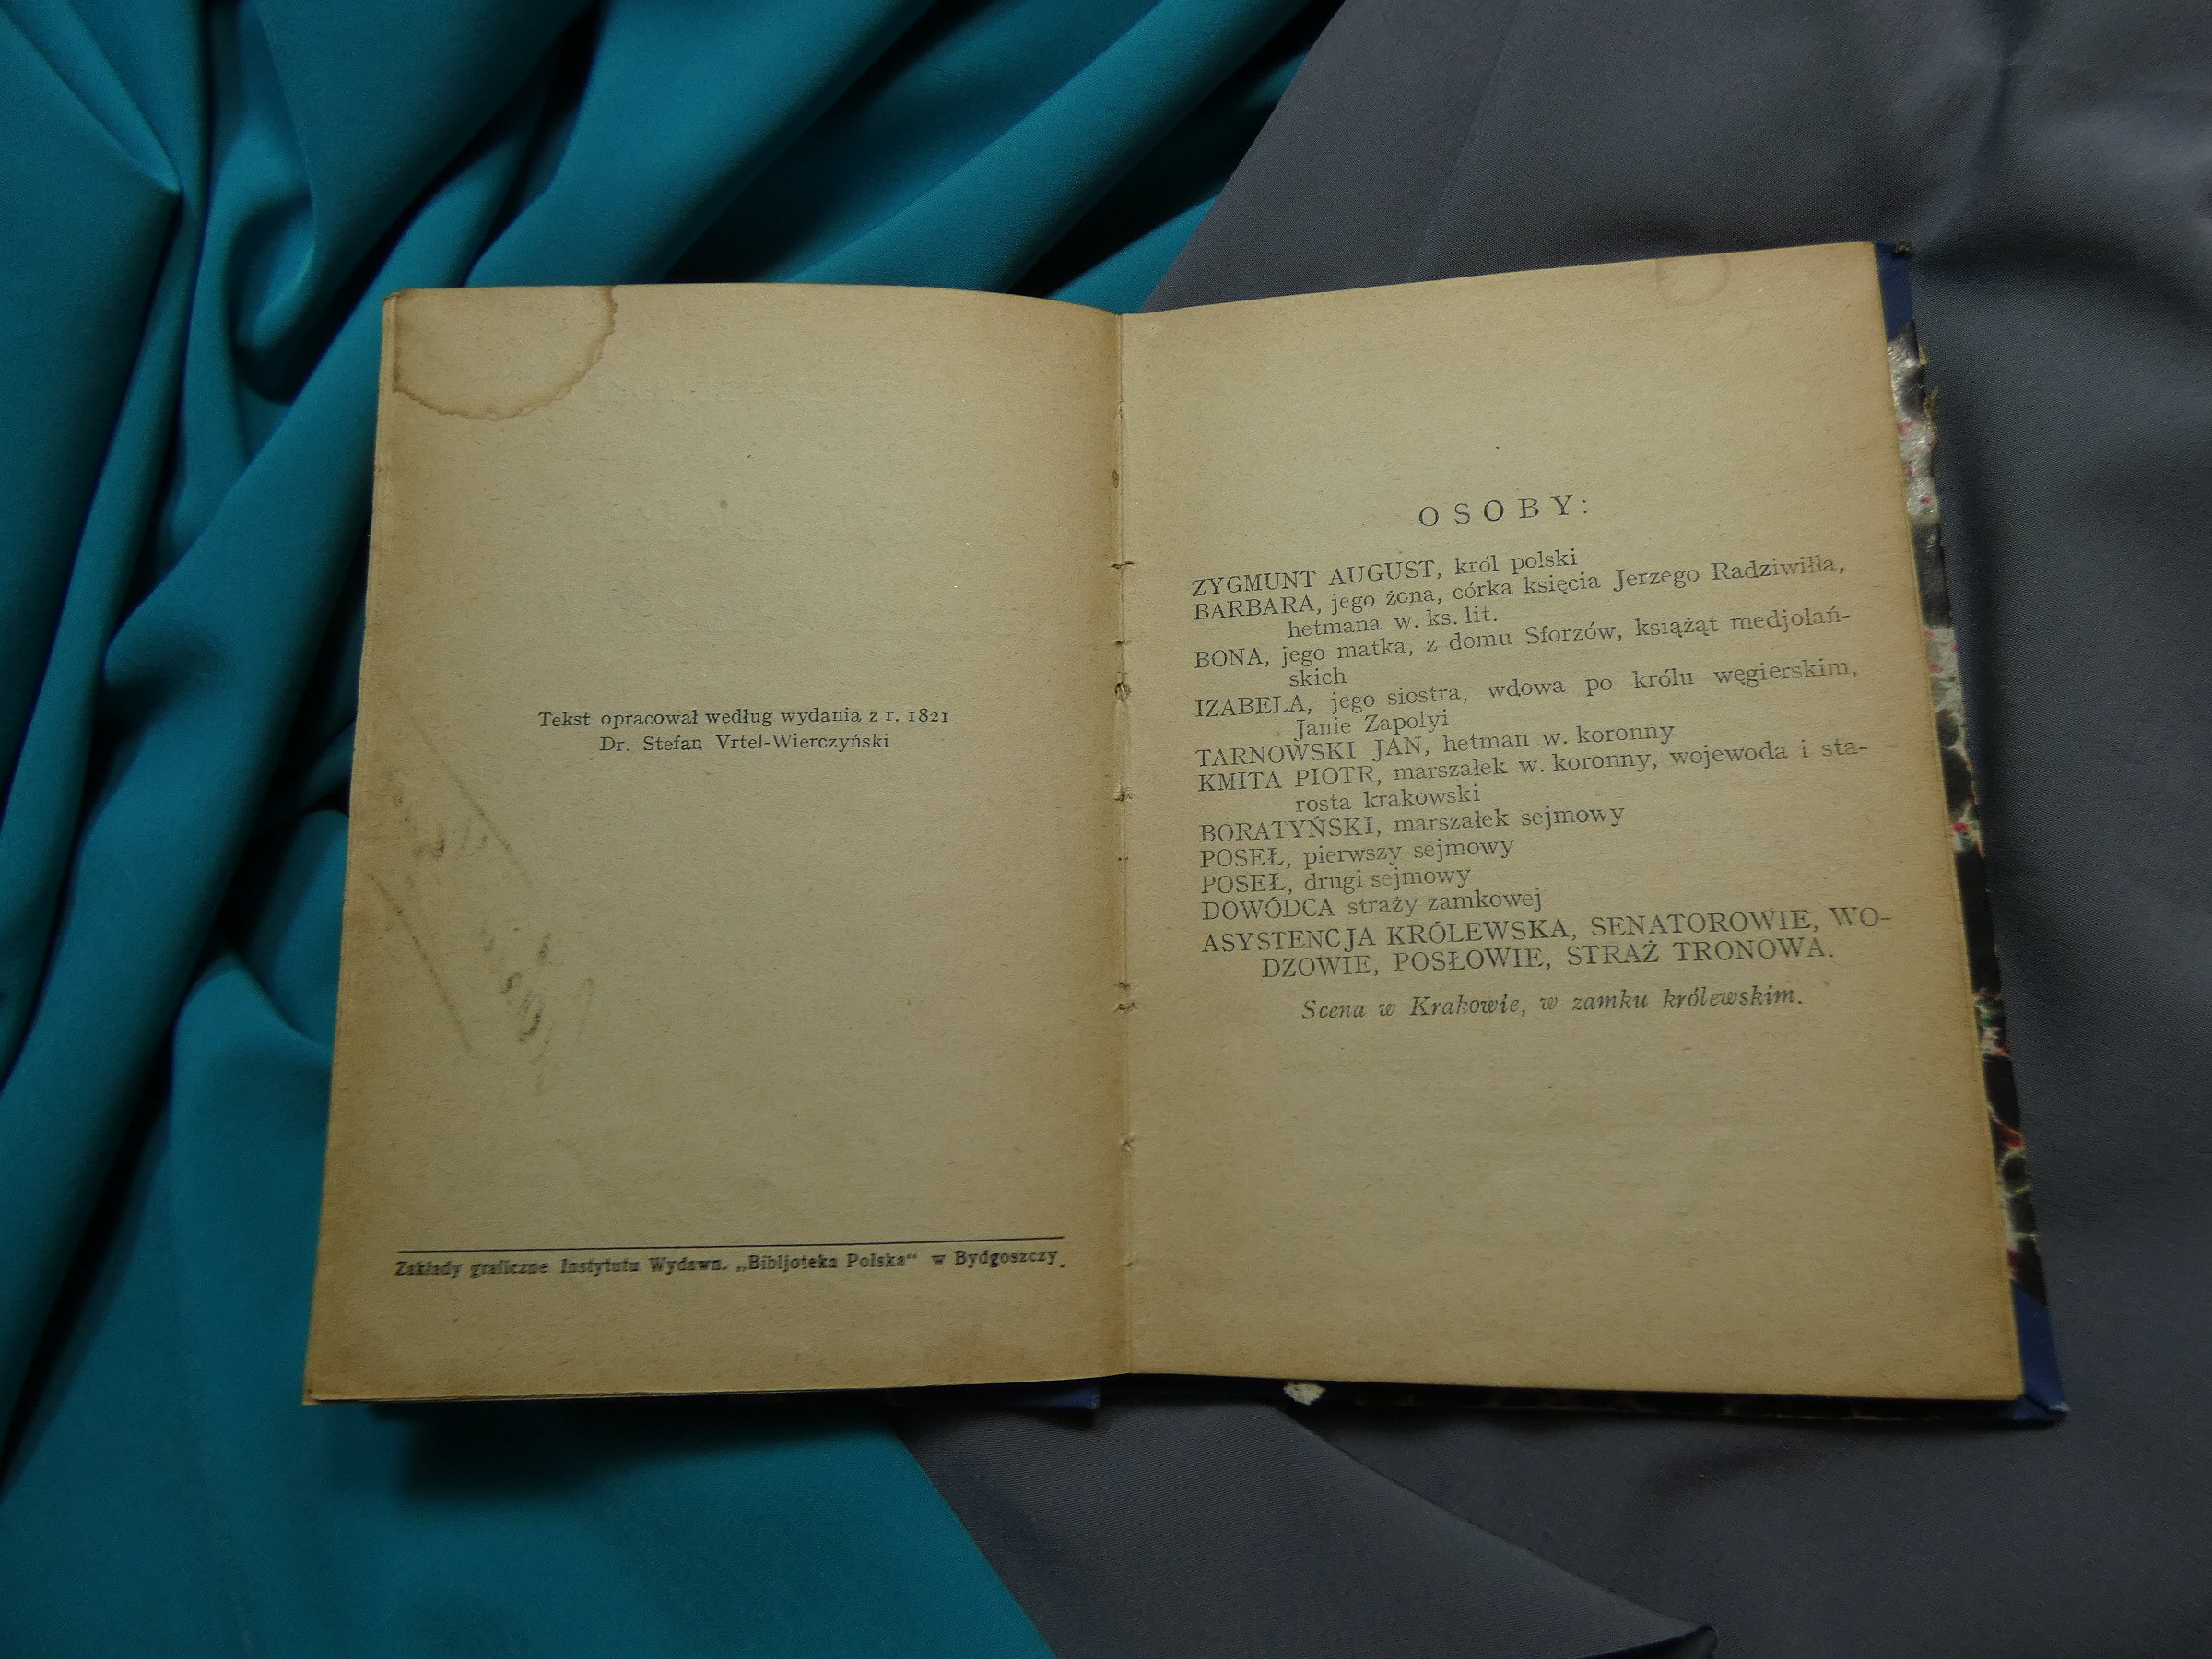 Tekst opracował według wydania z r. 1821
Dr. Stefan Vrtel-Wierczyński
Zakłady graficzne Instytutu Wydawn. „Bibljoteka Polska“ w Bydgoszczy.
OSOBY:
ZYGMUNT AUGUST, król polski
BARBARA, jego żona, córka księcia Jerzego Radziwiłła,
hetmana w. ks. lit.
BONA, jego matka, z domu Sforzów, książąt medjolań-
skich
IZABELA, jego siostra, wdowa po królu węgierskim,
Janie Zapolyi
TARNOWSKI JAN, hetman w. koronny
KMITA PIOTR, marszałek w. koronny, wojewoda i sta-
rosta krakowski
BORATYŃSKI, marszałek sejmowy
POSEŁ, pierwszy sejmowy
POSEŁ, drugi sejmowy
DOWÓDCA straży zamkowej
ASYSTENCJA KRÓLEWSKA, SENATOROWIE, WO-
DZOWIE, POSŁOWIE, STRAŻ TRONOWA.
Scena w Krakowie, w zamku królewskim.